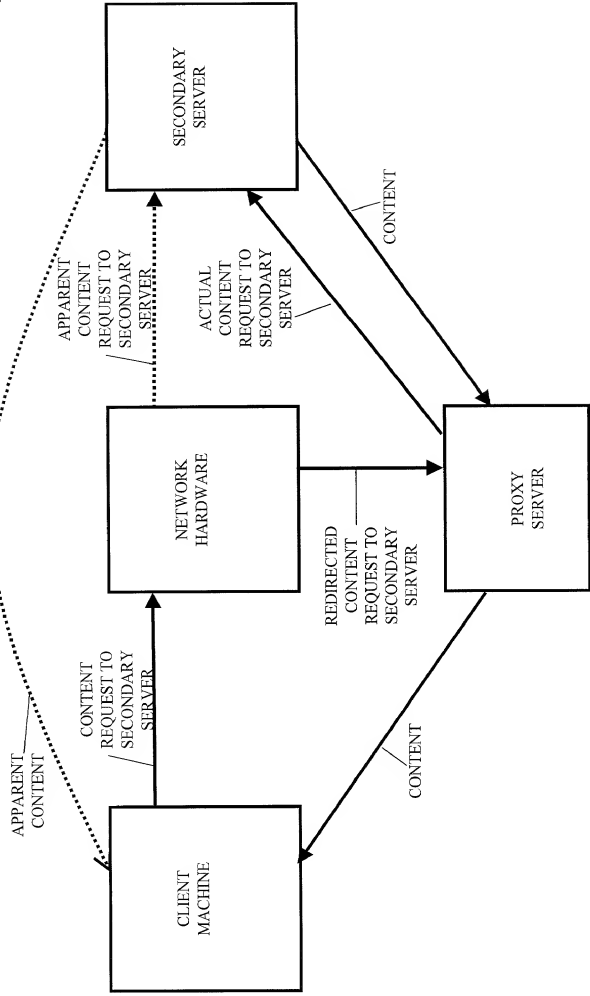 APPARENT
CONTENT
CLIENT
MACHINE
CONTENT
REQUEST TO
SECONDARY
SERVER
NETWORK
HARDWARE
APPARENT
CONTENT
REQUEST TO
SECONDARY
SERVER
SECONDARY
SERVER
REDIRECTED
CONTENT
REQUEST TO
SECONDARY
SERVER
ACTUAL
CONTENT
REQUEST TO
SECONDARY
SERVER
CONTENT
CONTENT
PROXY
SERVER